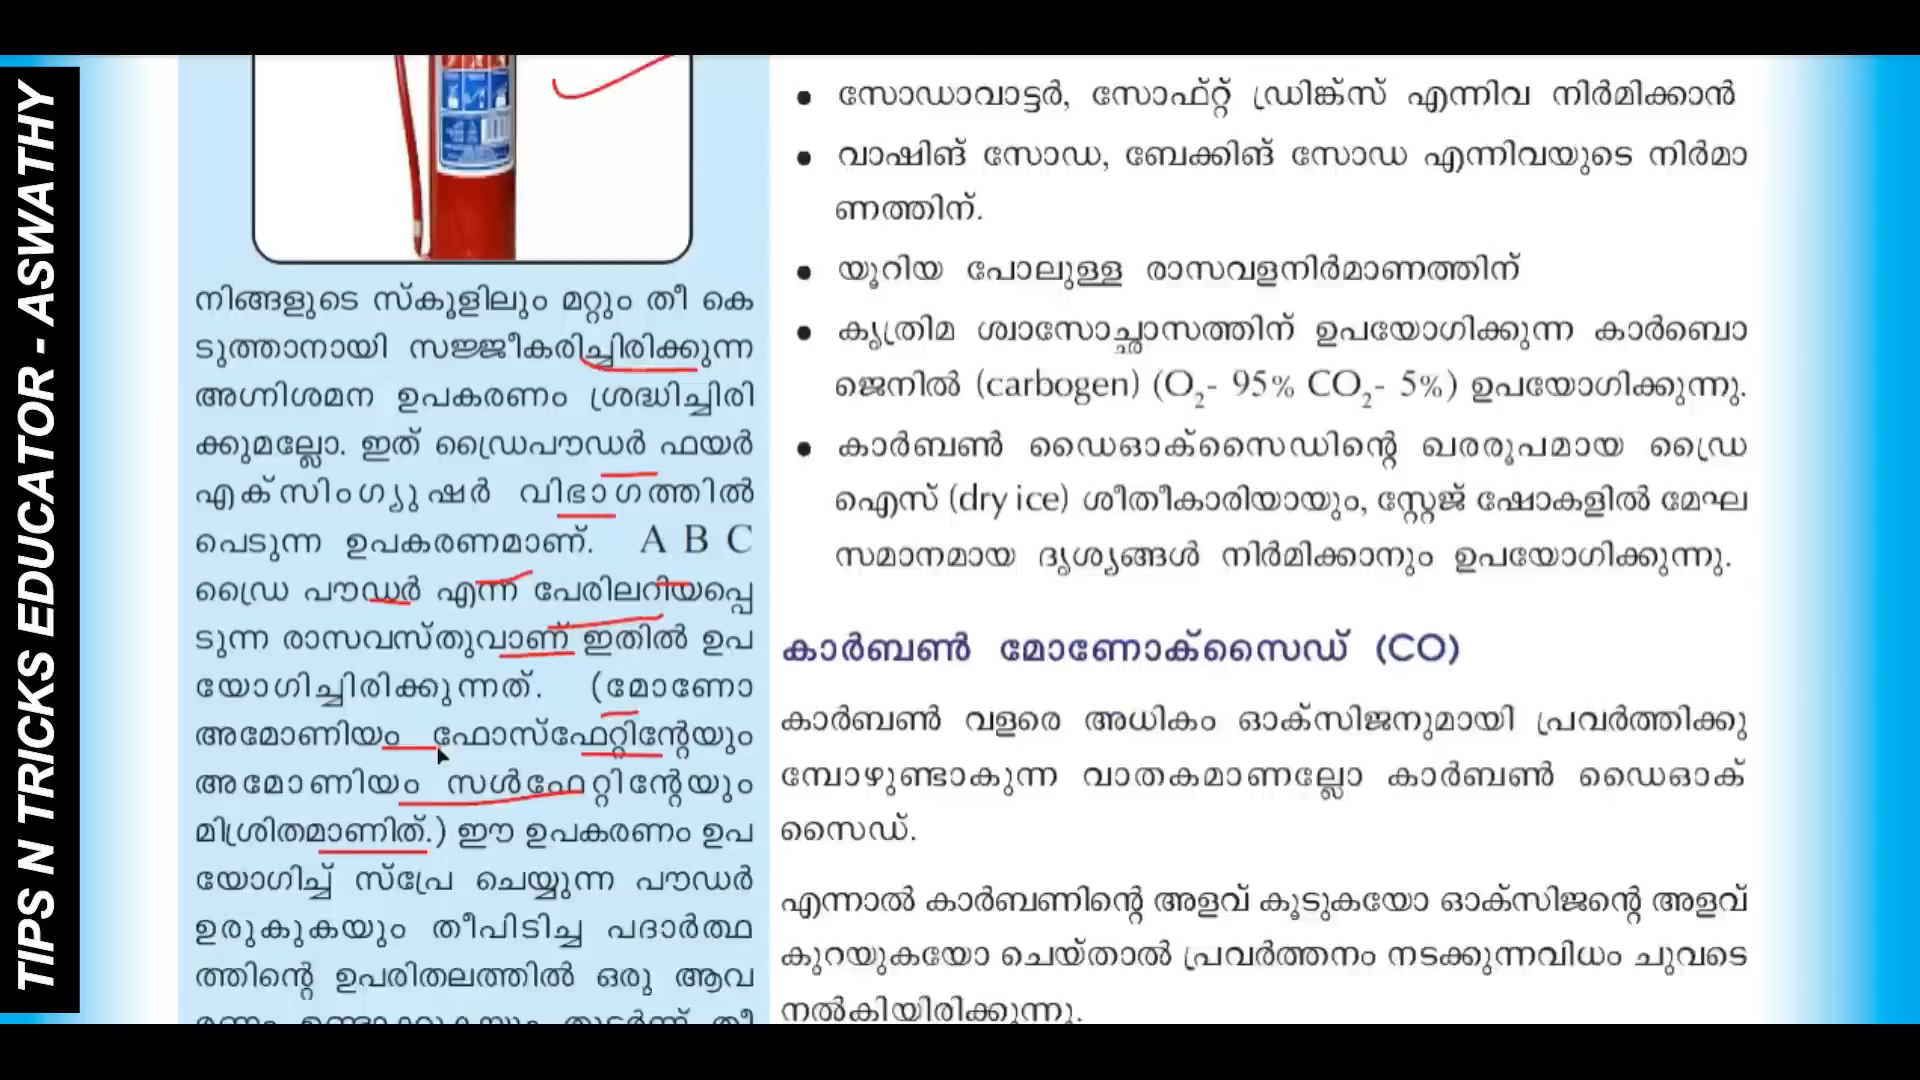 TIPS N TRICKS EDUCATOR - ASWATHY
നിങ്ങളുടെ സ്കൂളിലും മറ്റും തീ കെ
ടുത്താനായി സജ്ജീകരിച്ചിരിക്കുന്ന
അഗ്നിശമന ഉപകരണം ശ്രദ്ധിച്ചിരി
ക്കുമല്ലോ. ഇത് ഡ്രൈപൗഡർ ഫയർ
എക്സിംഗ്യുഷർ വിഭാഗത്തിൽ
പെടുന്ന ഉപകരണമാണ്. A B C
ഡ്രൈ പൗഡർ എന്ന പേരിലറിയപ്പെ
ടുന്ന രാസവസ്തുവാണ് ഇതിൽ ഉപ
യോഗിച്ചിരിക്കുന്നത്. (മോണോ
അമോണിയം ഫോസ്ഫേറ്റിന്റേയും
അമോണിയം സൾഫേറ്റിന്റേയും
മിശ്രിതമാണിത്.) ഈ ഉപകരണം ഉപ
യോഗിച്ച് സ്പ്രേ ചെയ്യുന്ന പൗഡർ
ഉരുകുകയും തീപിടിച്ച പദാർത്ഥ
ത്തിന്റെ ഉപരിതലത്തിൽ ഒരു ആവ
രണം ഉണ്ടാക്കുകയും തുടർന്ന് തീ
• സോഡാവാട്ടർ, സോഫ്റ്റ് ഡ്രിങ്ക്സ് എന്നിവ നിർമിക്കാൻ
• വാഷിങ് സോഡ, ബേക്കിങ് സോഡ എന്നിവയുടെ നിർമാ
ണത്തിന്.
• യൂറിയ പോലുള്ള രാസവളനിർമാണത്തിന്
• കൃത്രിമ ശ്വാസോച്ഛാസത്തിന് ഉപയോഗിക്കുന്ന കാർബൊ
ജെനിൽ (carbogen) (O₂- 95% CO₂- 5%) ഉപയോഗിക്കുന്നു.
• കാർബൺ ഡൈഓക്സൈഡിന്റെ ഖരരൂപമായ ഡ്രൈ
ഐസ് (dry ice) ശീതീകാരിയായും, സ്റ്റേജ് ഷോകളിൽ മേഘ
സമാനമായ ദൃശ്യങ്ങൾ നിർമിക്കാനും ഉപയോഗിക്കുന്നു.
കാർബൺ മോണോക്സൈഡ് (CO)
കാർബൺ വളരെ അധികം ഓക്സിജനുമായി പ്രവർത്തിക്കു
മ്പോഴുണ്ടാകുന്ന വാതകമാണല്ലോ കാർബൺ ഡൈഓക്
സൈഡ്.
എന്നാൽ കാർബണിന്റെ അളവ് കൂടുകയോ ഓക്സിജന്റെ അളവ്
കുറയുകയോ ചെയ്താൽ പ്രവർത്തനം നടക്കുന്നവിധം ചുവടെ
നൽകിയിരിക്കുന്നു.